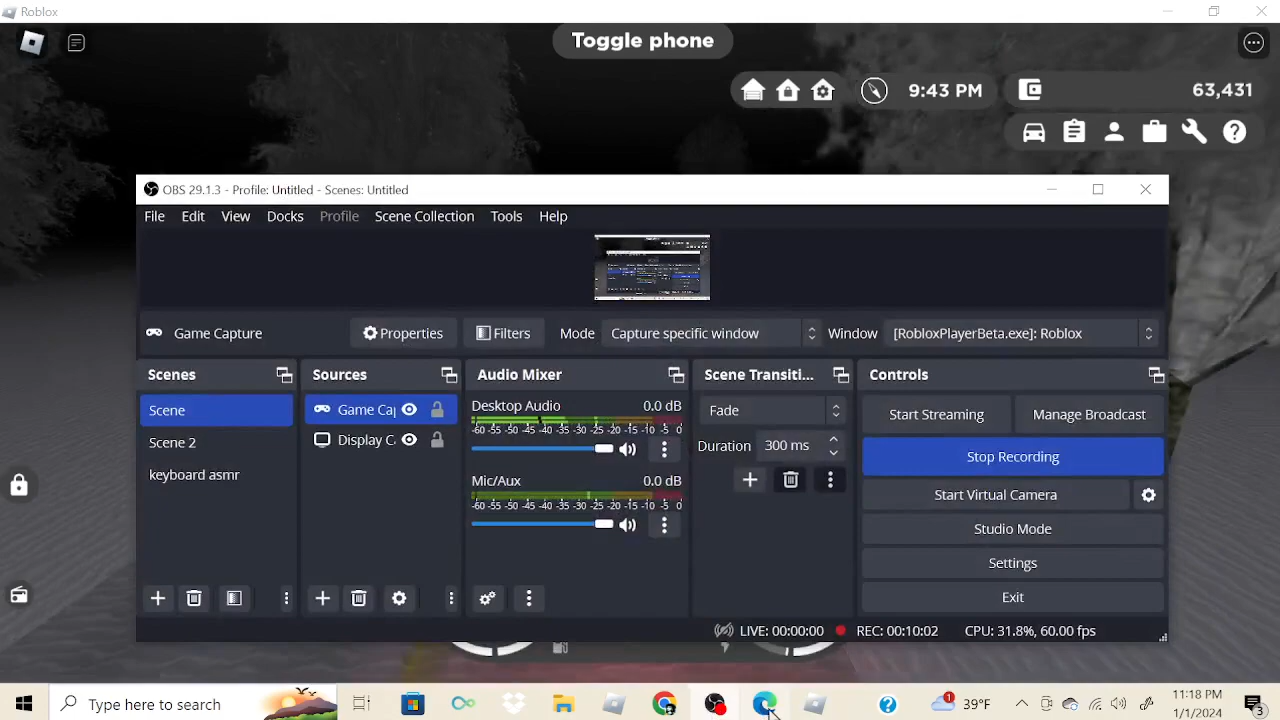 Roblox
Toggle phone
9:43 PM
63,431
OBS 29.1.3 - Profile: Untitled - Scenes: Untitled
File Edit View Docks Profile Scene Collection Tools Help
Game Capture Properties Filters Mode Capture specific window Window [RobloxPlayerBeta.exe]: Roblox
Scenes
Scene
Scene 2
keyboard asmr
Sources
Game Ca
Display C
Audio Mixer
Desktop Audio 0.0 dB
-60 -55 -50 -45 -40 -35 -30 -25 -20 -15 -10 -5 0
Mic/Aux 0.0 dB
-60 -55 -50 -45 -40 -35 -30 -25 -20 -15 -10 -5 0
Scene Transiti...
Fade
Duration 300 ms
Controls
Start Streaming Manage Broadcast
Stop Recording
Start Virtual Camera
Studio Mode
Settings
Exit
LIVE: 00:00:00 REC: 00:10:02 CPU: 31.8%, 60.00 fps
Type here to search
1
39°F
11:18 PM
1/1/2024
3